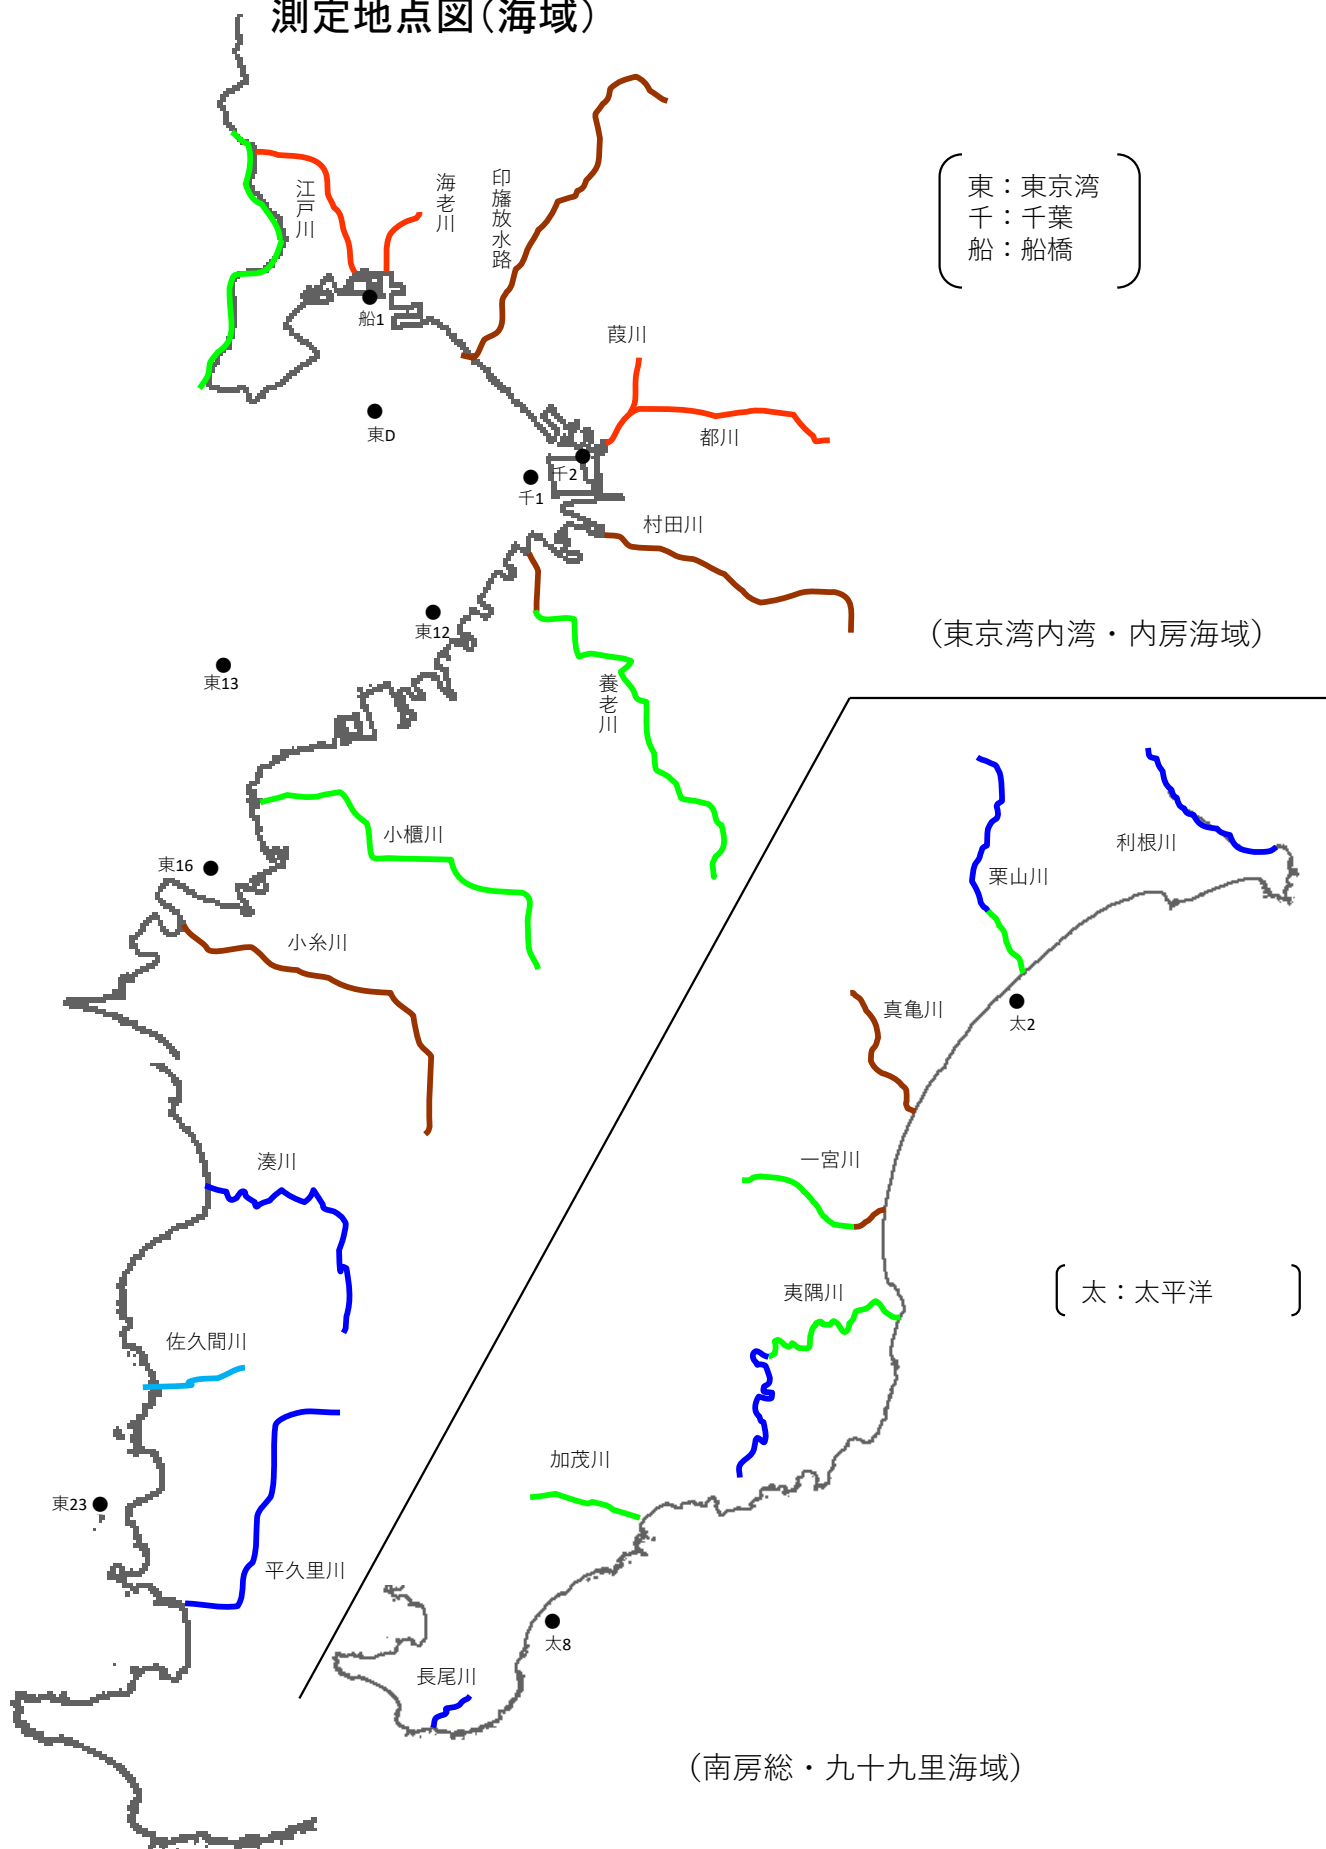 測定地点図（海域）
江戸川
海老川
印旛放水路
東：東京湾
千：千葉
船：船橋
船1
葭川
東D
都川
千2
千1
村田川
東12
（東京湾内湾・内房海域）
東13
養老川
小櫃川
利根川
東16
栗山川
小糸川
真亀川
太2
湊川
一宮川
夷隅川
太：太平洋
佐久間川
加茂川
東23
平久里川
太8
長尾川
（南房総・九十九里海域）